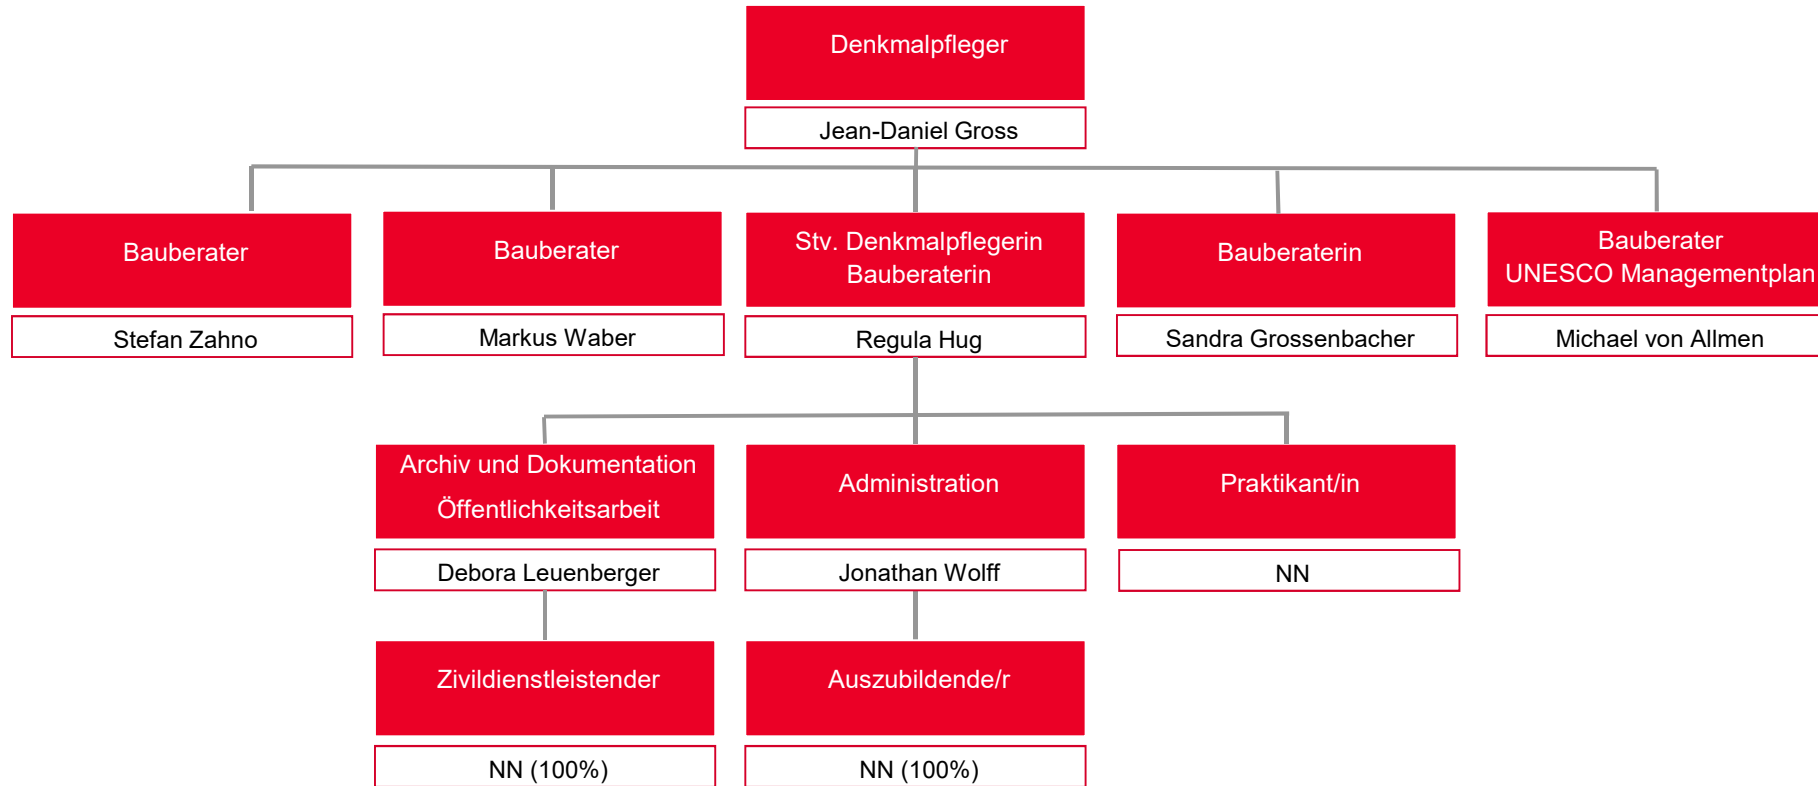 Denkmalpfleger
Jean-Daniel Gross
Bauberater
Stefan Zahno
Bauberater
Markus Waber
Stv. Denkmalpflegerin
Bauberaterin
Regula Hug
Bauberaterin
Sandra Grossenbacher
Bauberater
UNESCO Managementplan
Michael von Allmen
Archiv und Dokumentation
Öffentlichkeitsarbeit
Debora Leuenberger
Administration
Jonathan Wolff
Praktikant/in
NN
Zivildienstleistender
NN (100%)
Auszubildende/r
NN (100%)